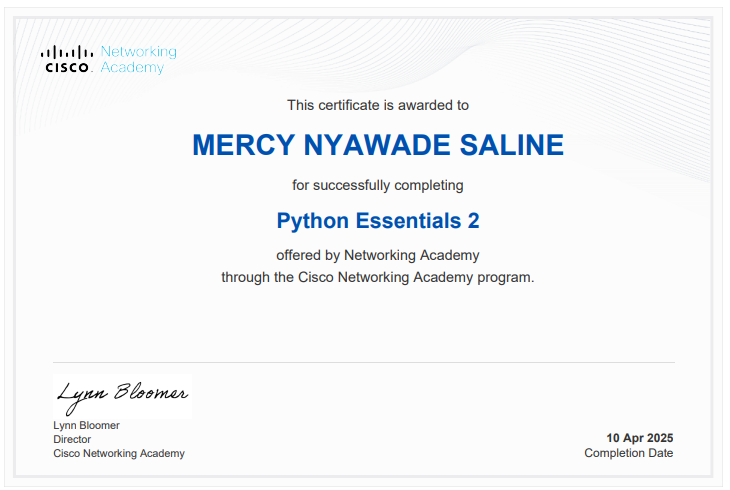 Networking
CISCO. Academy
This certificate is awarded to
MERCY NYAWADE SALINE
for successfully completing
Python Essentials 2
offered by Networking Academy
through the Cisco Networking Academy program.
Lynn Bloomer
Lynn Bloomer
Director
Cisco Networking Academy
10 Apr 2025
Completion Date